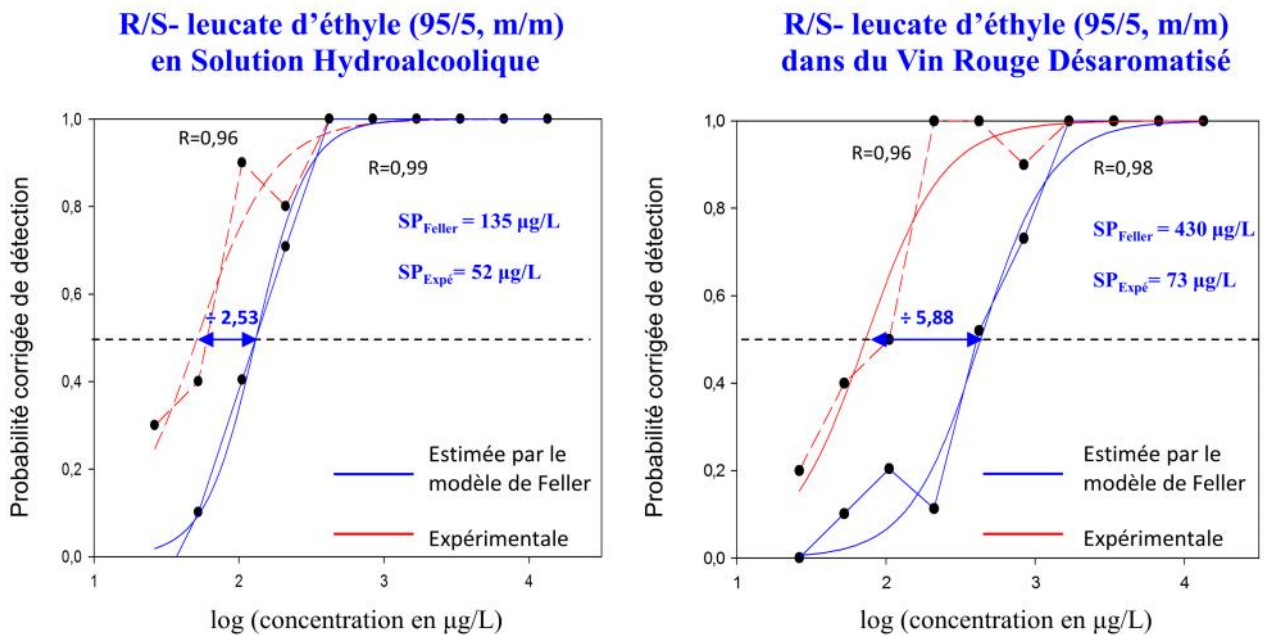 R/S- leucate d’éthyle (95/5, m/m)
en Solution Hydroalcoolique
Probabilité corrigée de détection
1,0
0,8
0,6
0,4
0,2
0,0
R=0,96
R=0,99
SPFeller = 135 µg/L
SPExpé = 52 µg/L
÷ 2,53
Estimée par le
modèle de Feller
Expérimentale
1
2
3
4
log (concentration en µg/L)
R/S- leucate d’éthyle (95/5, m/m)
dans du Vin Rouge Désaromatisé
Probabilité corrigée de détection
1,0
0,8
0,6
0,4
0,2
0,0
R=0,96
R=0,98
SPFeller = 430 µg/L
SPExpé= 73 µg/L
÷ 5,88
Estimée par le
modèle de Feller
Expérimentale
1
2
3
4
log (concentration en µg/L)